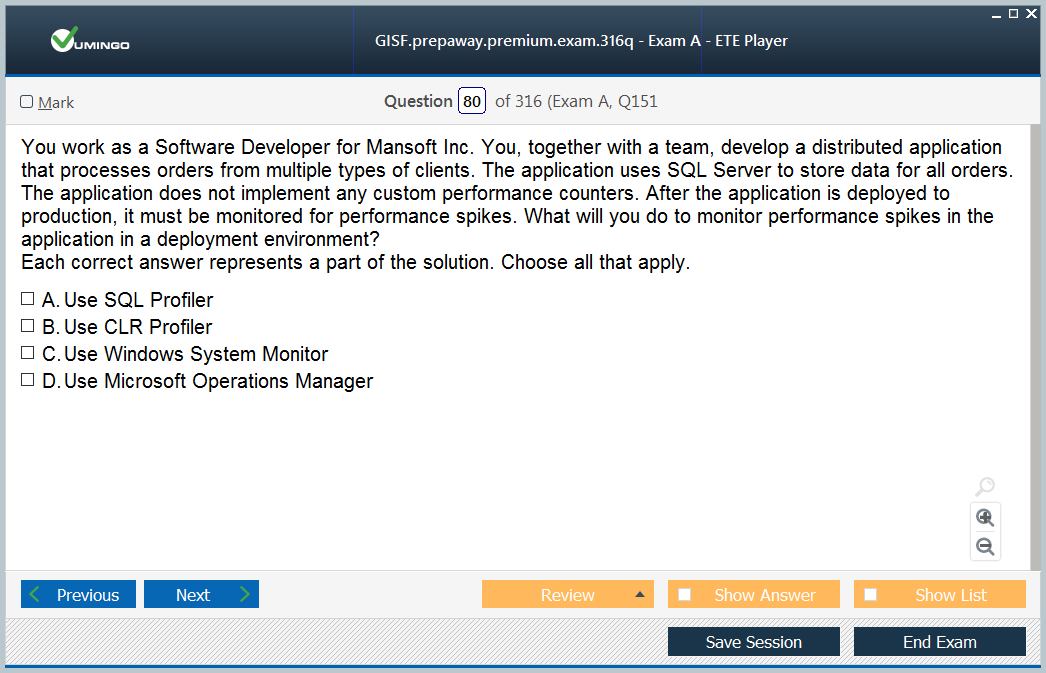 VUMINGO
GISF.prepaway.premium.exam.316q - Exam A - ETE Player
Mark
Question 80 of 316 (Exam A, Q151
You work as a Software Developer for Mansoft Inc. You, together with a team, develop a distributed application
that processes orders from multiple types of clients. The application uses SQL Server to store data for all orders.
The application does not implement any custom performance counters. After the application is deployed to
production, it must be monitored for performance spikes. What will you do to monitor performance spikes in the
application in a deployment environment?
Each correct answer represents a part of the solution. Choose all that apply.
A. Use SQL Profiler
B. Use CLR Profiler
C. Use Windows System Monitor
D. Use Microsoft Operations Manager
Previous
Next
Review
Show Answer
Show List
Save Session
End Exam